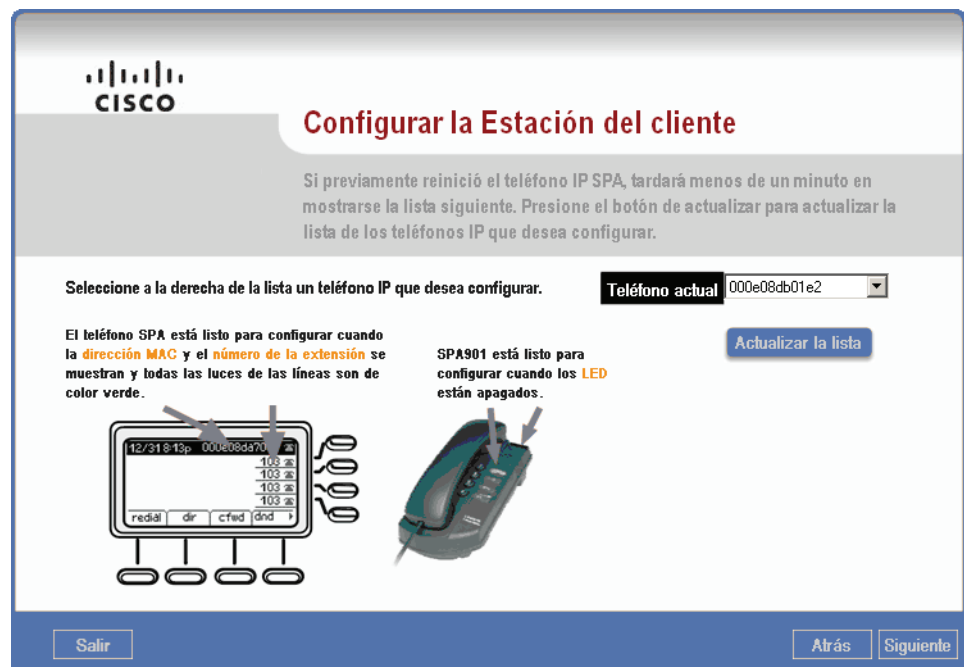 CISCO
Configurar la Estación del cliente
Si previamente reinició el teléfono IP SPA, tardará menos de un minuto en
mostrarse la lista siguiente. Presione el botón de actualizar para actualizar la
lista de los teléfonos IP que desea configurar.
Seleccione a la derecha de la lista un teléfono IP que desea configurar.
Teléfono actual 000e08db01e2
Actualizar la lista
El teléfono SPA está listo para configurar cuando
la dirección MAC y el número de la extensión se
muestran y todas las luces de las líneas son de
color verde.
SPA901 está listo para
configurar cuando los LED
están apagados.
12/31 8:13p 000e08da70
103
103
103
103
redial dir cfwd dnd
Salir
Atrás
Siguiente